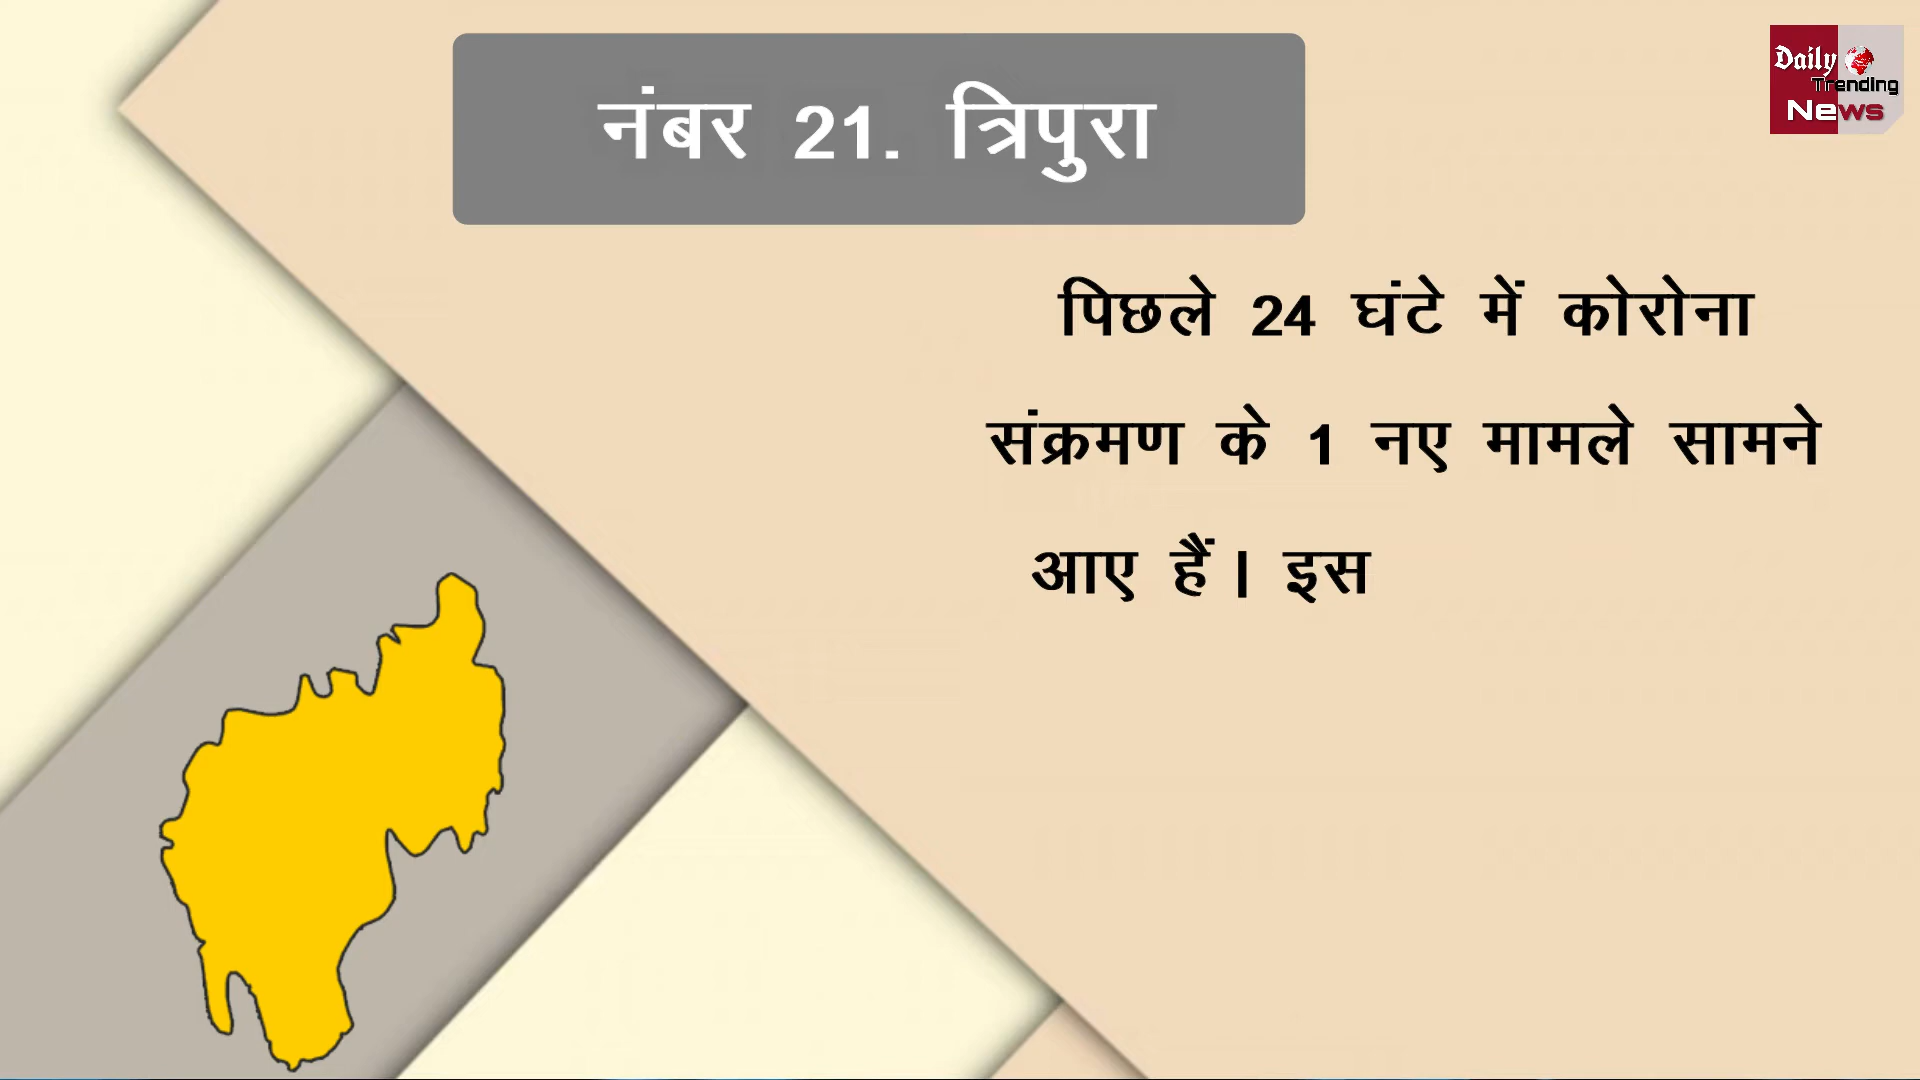 नंबर 21. त्रिपुरा
Daily
Trending
News
पिछले 24 घंटे में कोरोना
संक्रमण के 1 नए मामले सामने
आए हैं। इस